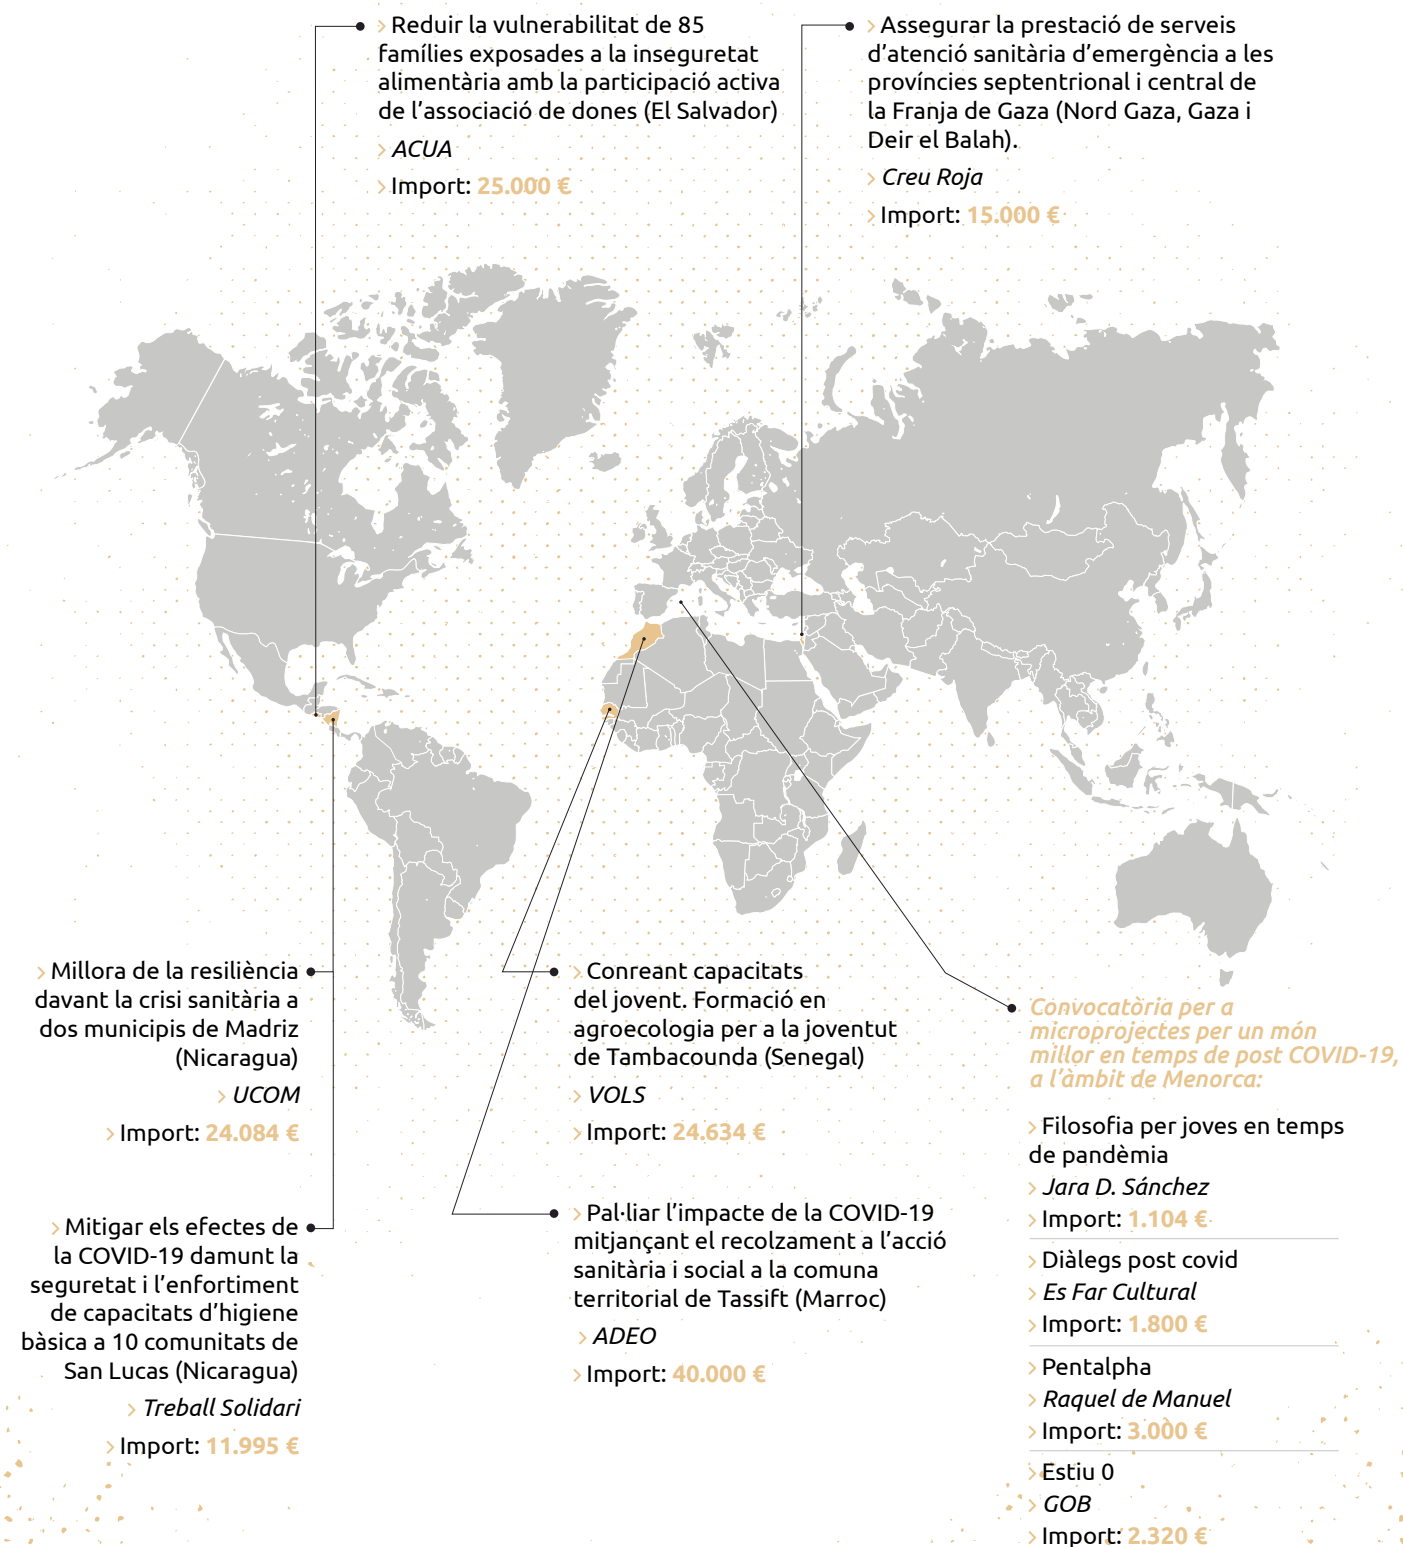 > Reduir la vulnerabilitat de 85
famílies exposades a la inseguretat
alimentària amb la participació activa
de l’associació de dones (El Salvador)
> ACUA
> Import: 25.000 €
> Assegurar la prestació de serveis
d’atenció sanitària d’emergència a les
províncies septentrional i central de
la Franja de Gaza (Nord Gaza, Gaza i
Deir el Balah).
> Creu Roja
> Import: 15.000 €
> Millora de la resiliència
davant la crisi sanitària a
dos municipis de Madriz
(Nicaragua)
> UCOM
> Import: 24.084 €
> Mitigar els efectes de
la COVID-19 damunt la
seguretat i l’enfortiment
de capacitats d’higiene
bàsica a 10 comunitats de
San Lucas (Nicaragua)
> Treball Solidari
> Import: 11.995 €
> Conreant capacitats
del jovent. Formació en
agroecologia per a la joventut
de Tambacounda (Senegal)
> VOLS
> Import: 24.634 €
> Pal·liar l’impacte de la COVID-19
mitjançant el recolzament a l’acció
sanitària i social a la comuna
territorial de Tassift (Marroc)
> ADEO
> Import: 40.000 €
Convocatòria per a
microprojectes per un món
millor en temps de post COVID-19,
a l’àmbit de Menorca:
> Filosofia per joves en temps
de pandèmia
> Jara D. Sánchez
> Import: 1.104 €
> Diàlegs post covid
> Es Far Cultural
> Import: 1.800 €
> Pentalpha
> Raquel de Manuel
> Import: 3.000 €
> Estiu 0
> GOB
> Import: 2.320 €